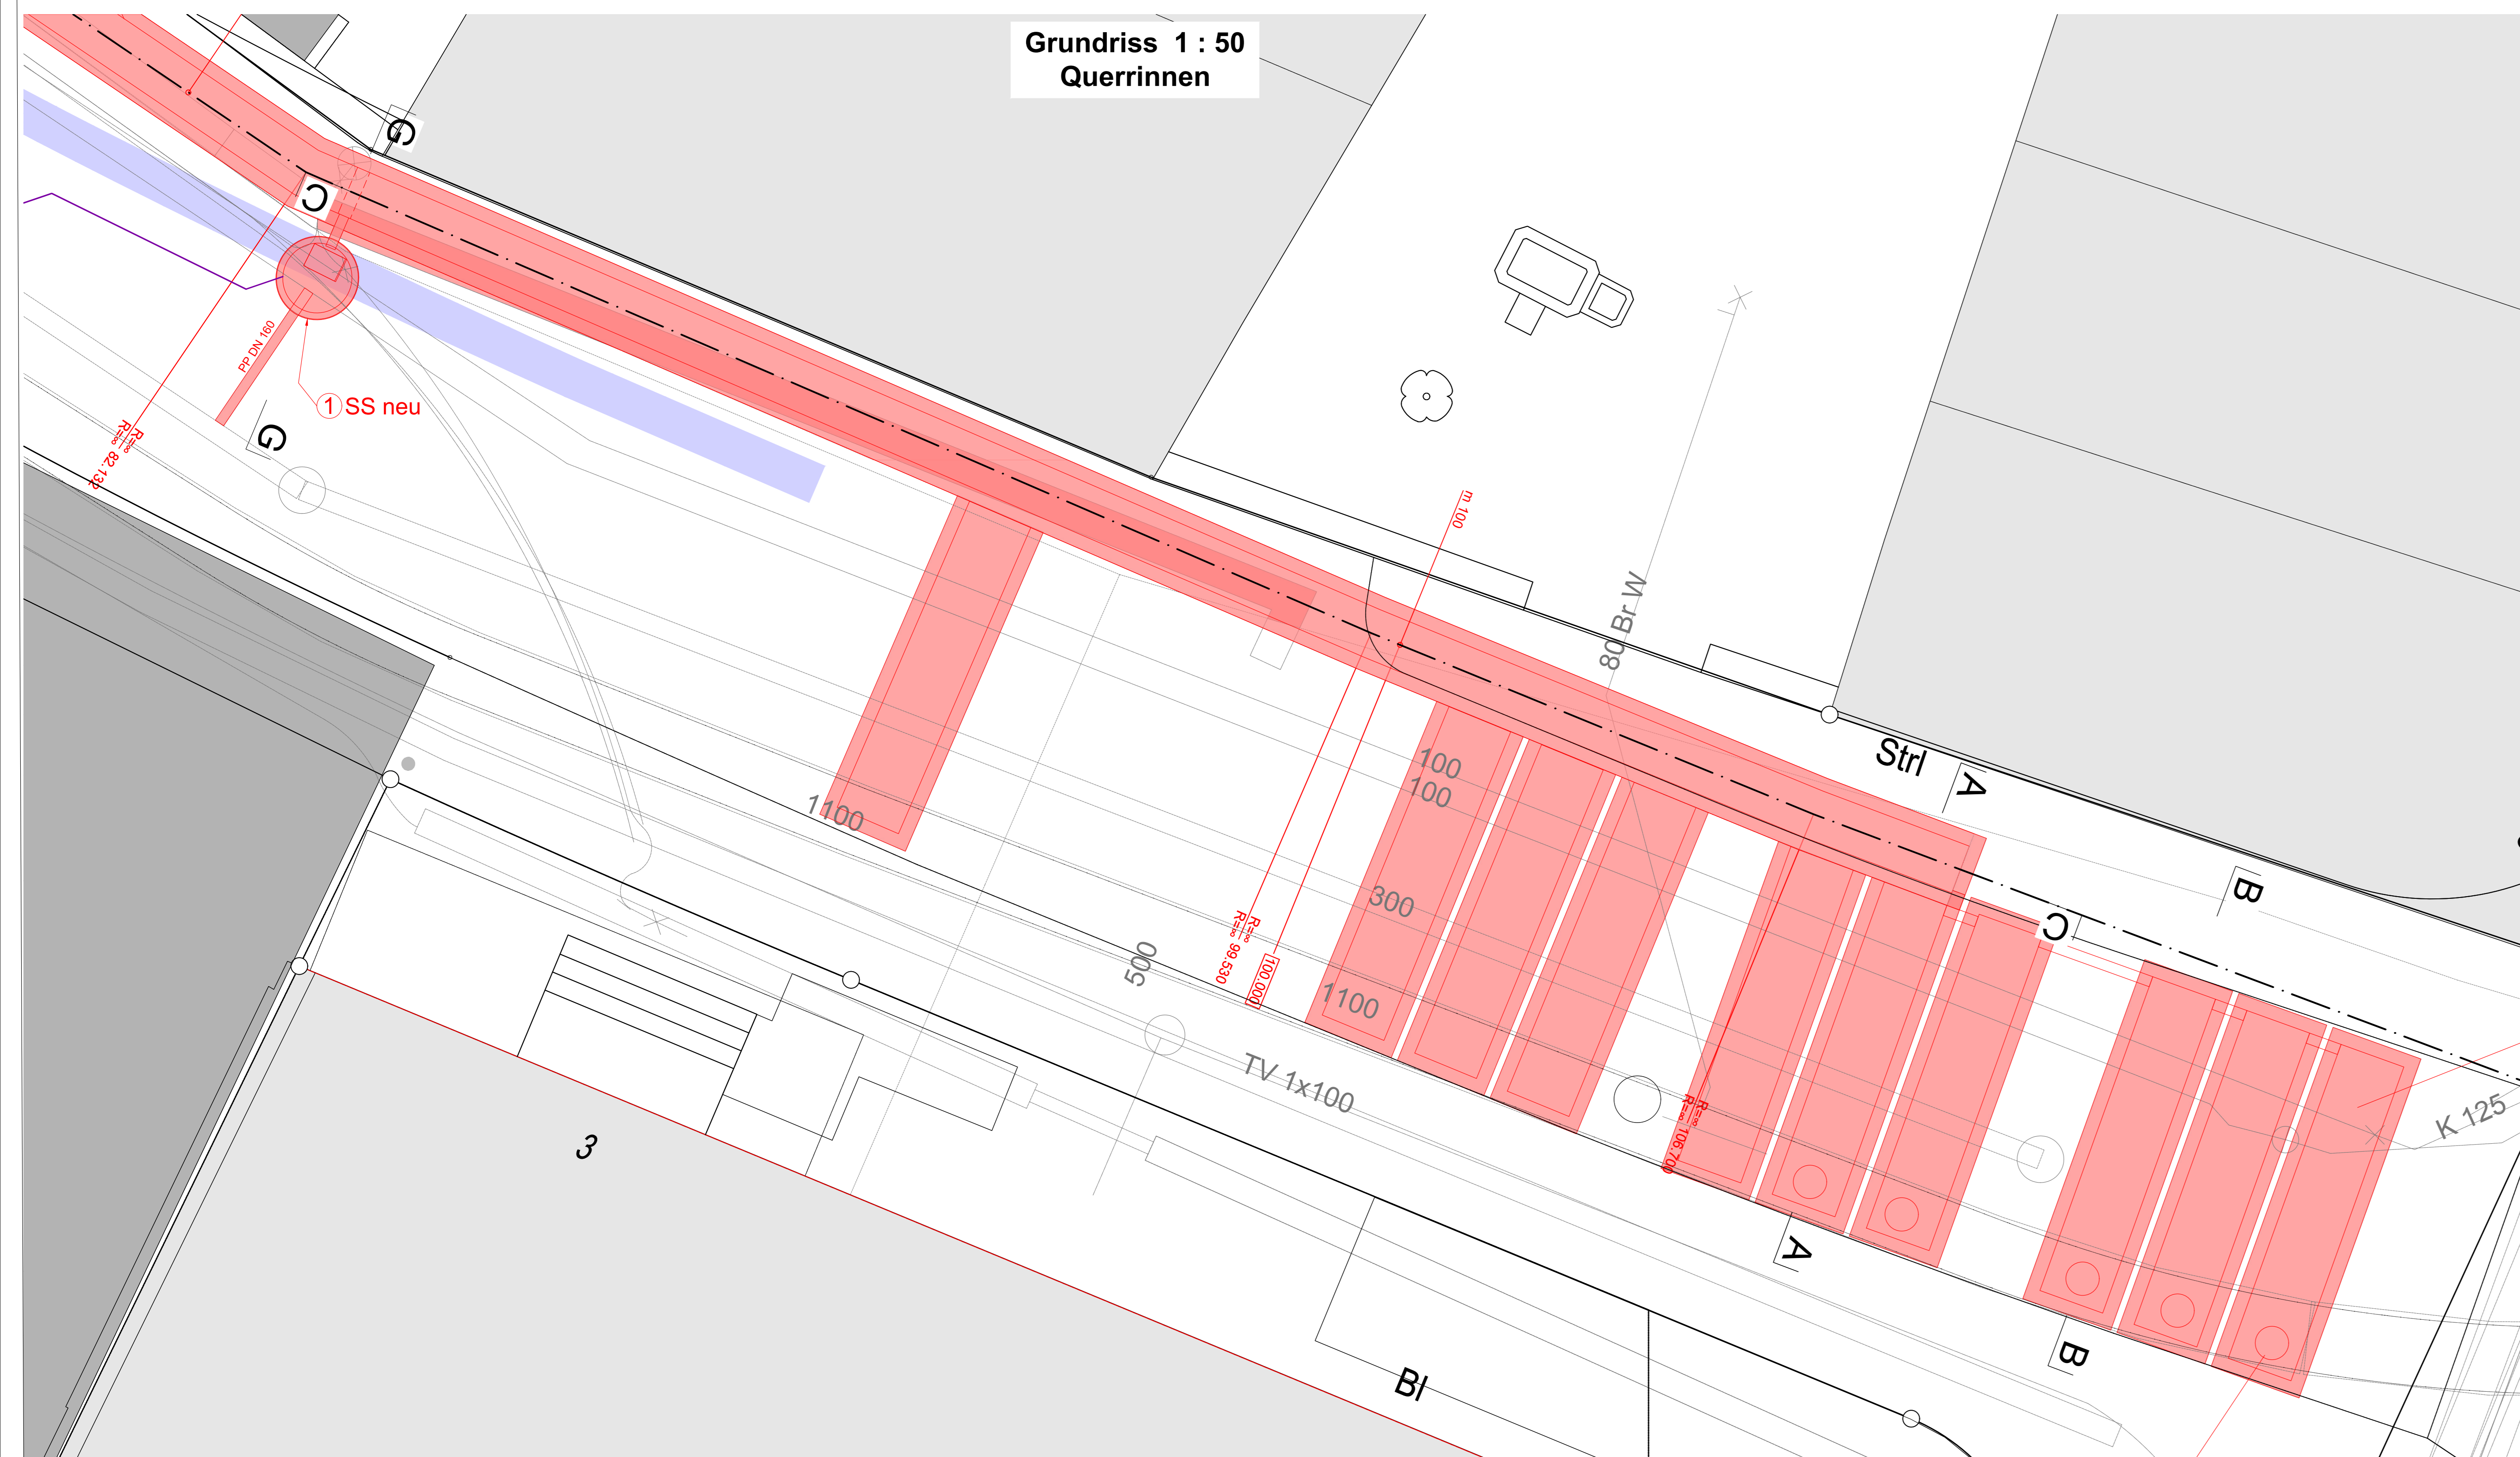 Grundriss 1 : 50
Querrinnen
G
C
PP DN 160
1 SS neu
G
R=∞
R=∞ 82.132
m 100
80 Br W
100
100
Strl
A
B
1100
300
C
R=∞
R=∞ 99.530
100.000
500
1100
TV 1x100
K 125
R=∞
R=∞ 106.700
3
A
B
Bl